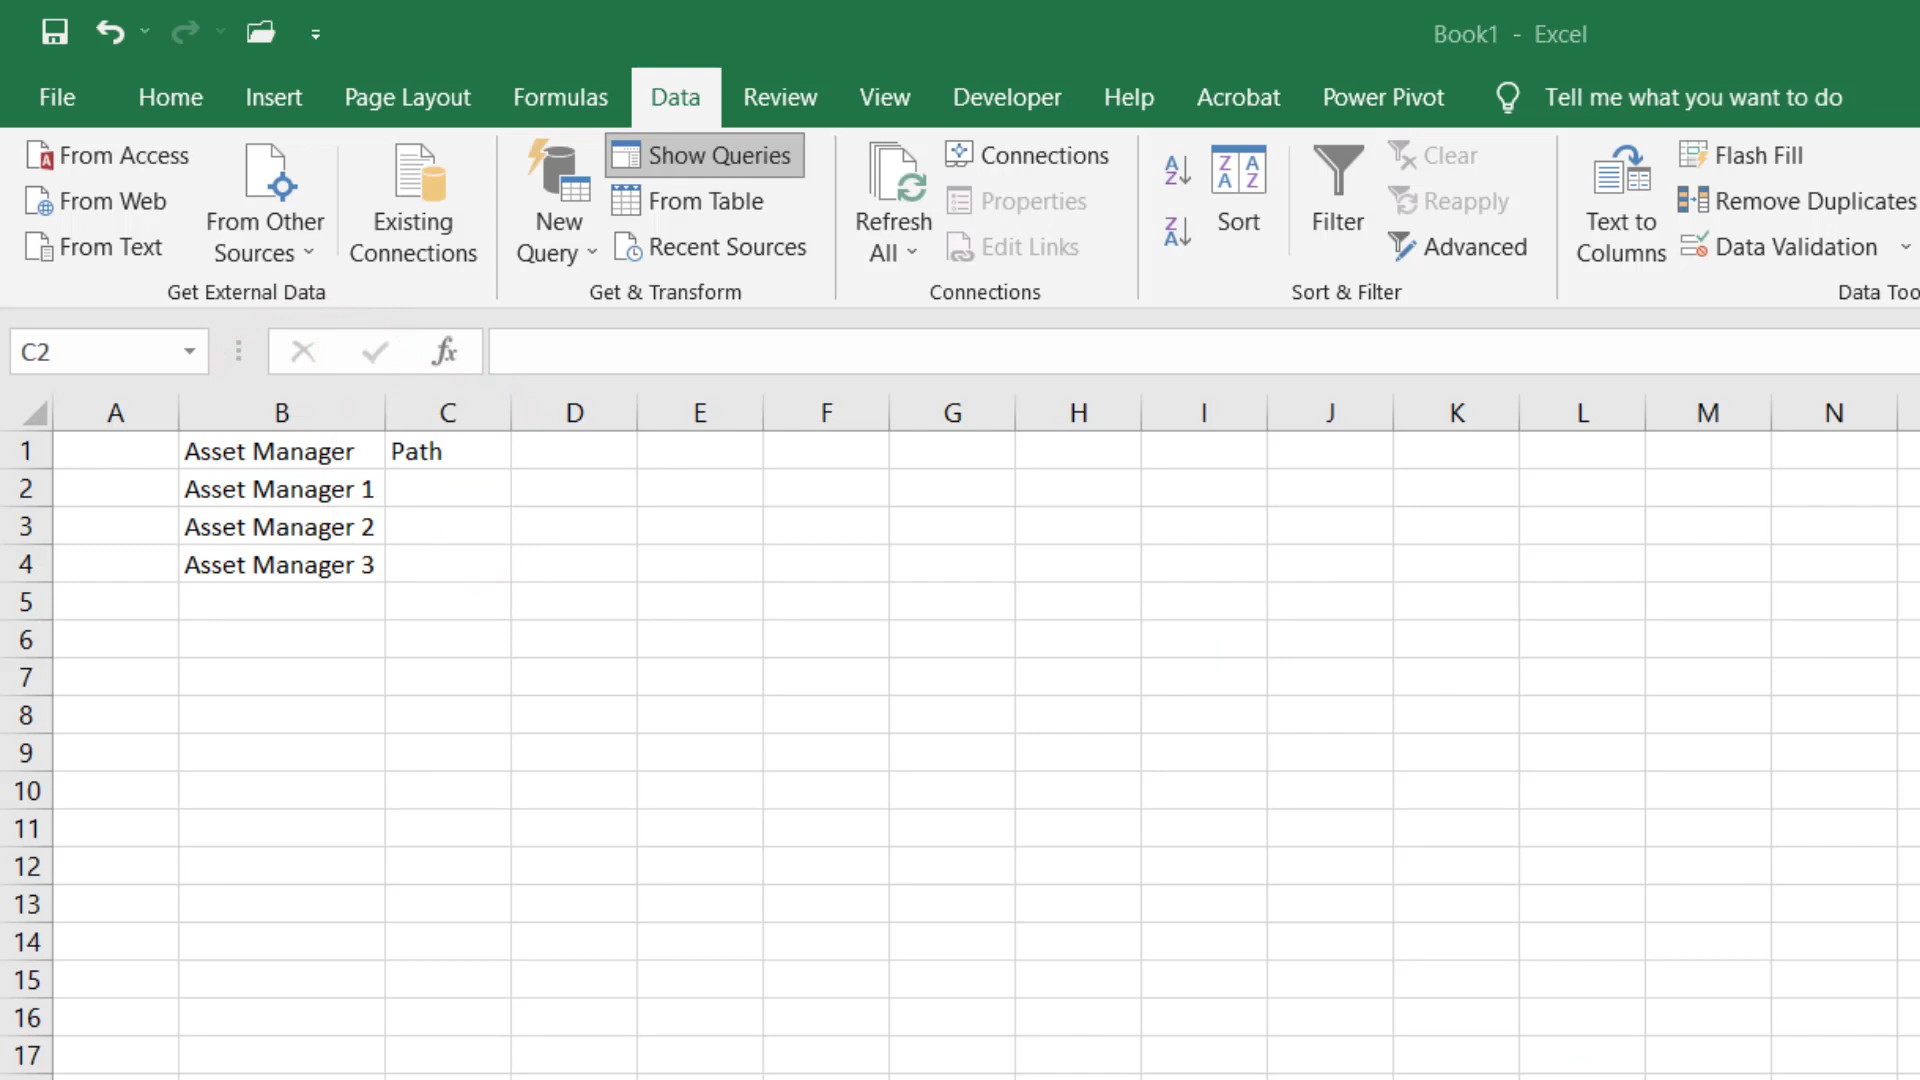 Book1 - Excel
File Home Insert Page Layout Formulas Data Review View Developer Help Acrobat Power Pivot Tell me what you want to do
From Access
From Web
From Text
From Other
Sources
Existing
Connections
Get External Data
New
Query
Show Queries
From Table
Recent Sources
Get & Transform
Refresh
All
Connections
Properties
Edit Links
Connections
Sort
Filter
Clear
Reapply
Advanced
Sort & Filter
Text to
Columns
Flash Fill
Remove Duplicates
Data Validation
Data Too
C2 fx
A B C D E F G H I J K L M N
1 Asset Manager Path
2 Asset Manager 1
3 Asset Manager 2
4 Asset Manager 3
5
6
7
8
9
10
11
12
13
14
15
16
17